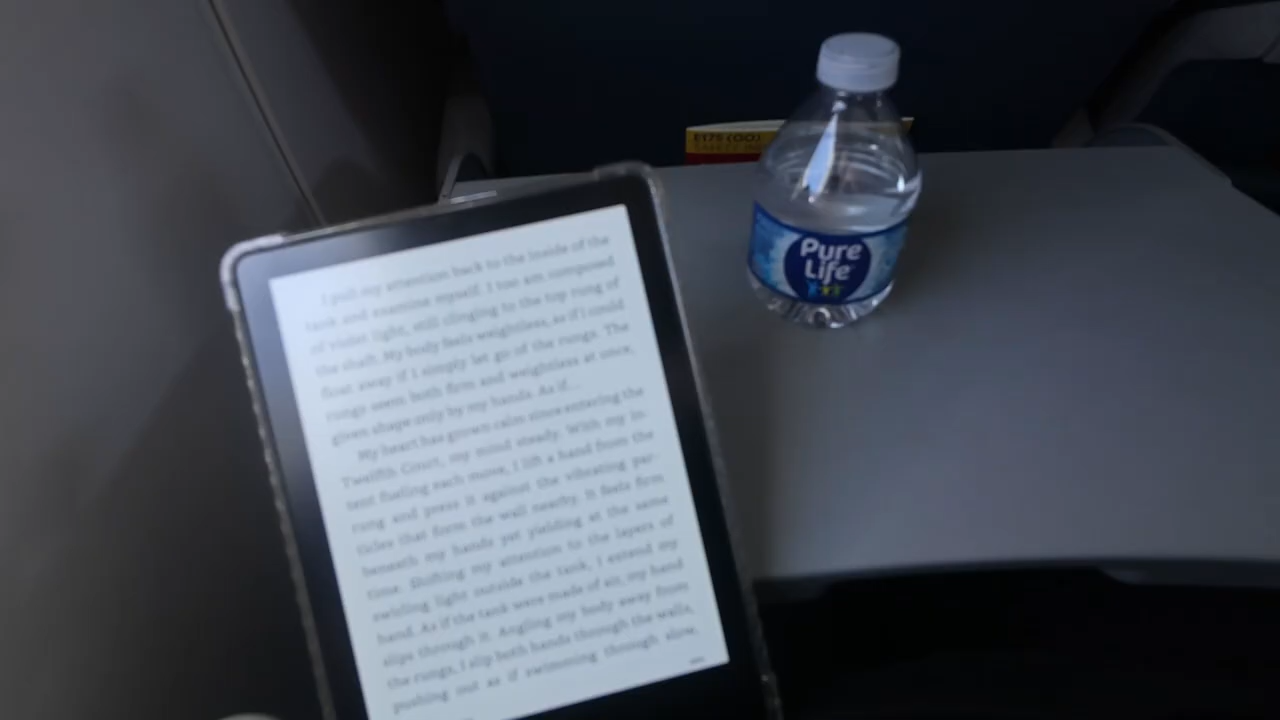 E175 (OO)
SAFETY
Pure
Life
I pull my attention back to the inside of the
tank and examine myself. I too am composed
of violet light, still clinging to the top rung of
the shaft. My body feels weightless, as if I could
float away if I simply let go of the rungs. The
rungs seem both firm and weightless at once,
given shape only by my hands. As if...
My heart has grown calm since entering the
Twelfth Court, my mind steady. With my in-
tent fueling each move, I lift a hand from the
rung and press it against the vibrating par-
ticles that form the wall nearby. It feels firm
beneath my hands yet yielding at the same
time. Shifting my attention to the layers of
swirling light outside the tank, I extend my
hand. As if the tank were made of air, my hand
slips through it. Angling my body away from
the rungs, I slip both hands through the walls,
pushing out as if swimming through slow,